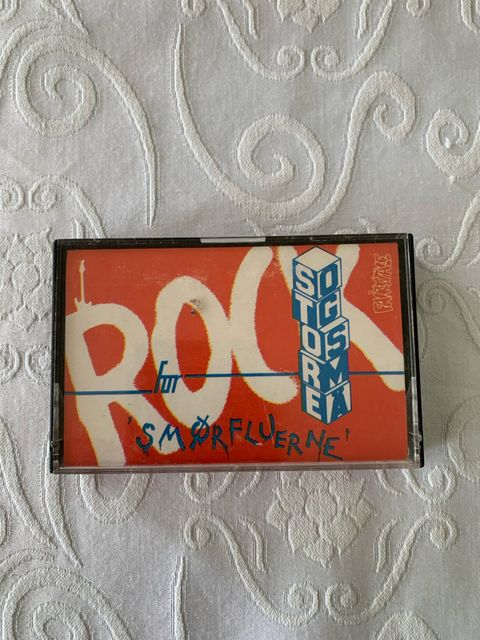 ROCK
for
STORE
OG SMÅ
'SMØRFLUERNE'